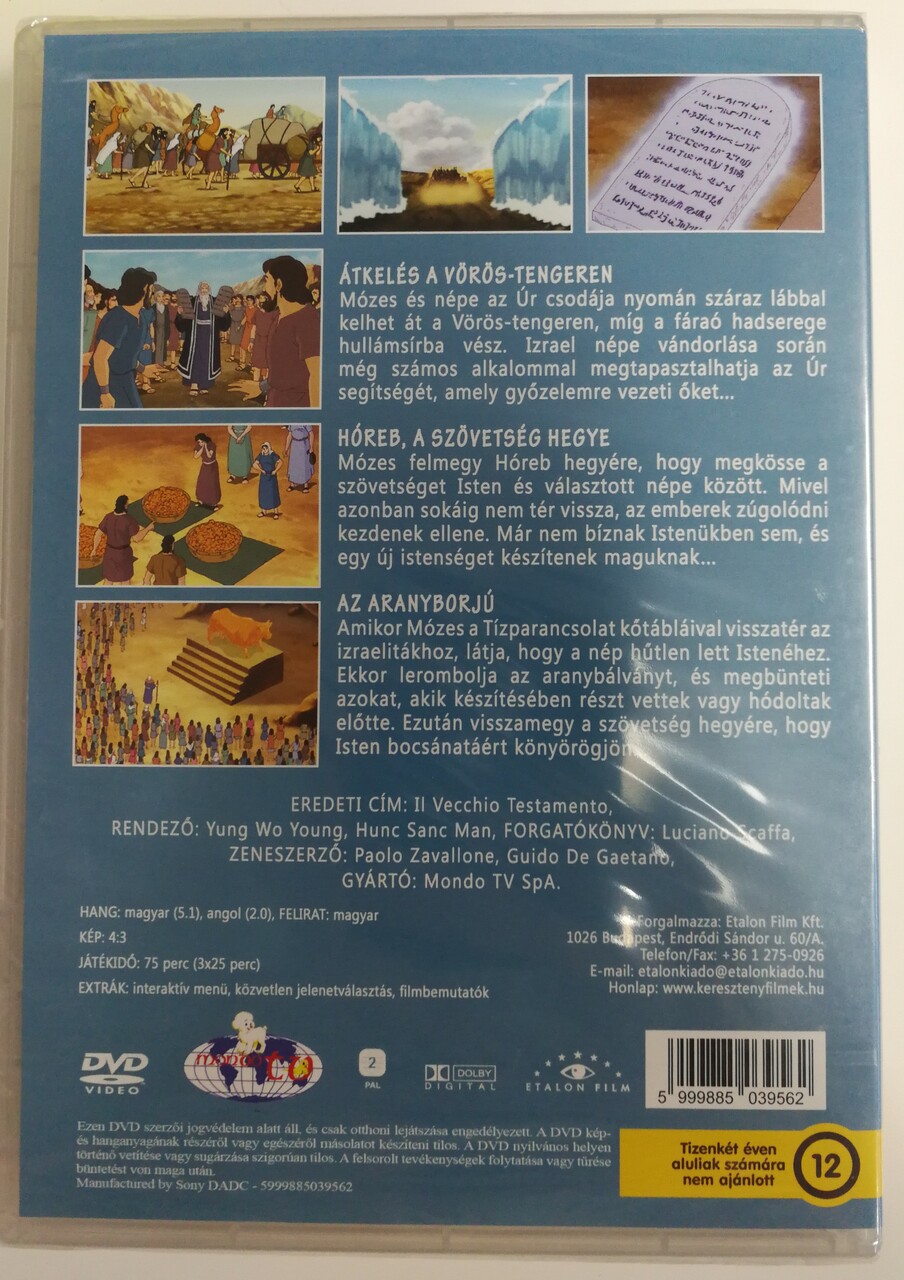 ÁTKELÉS A VÖRÖS-TENGEREN
Mózes és népe az Úr csodája nyomán száraz lábbal
kelhet át a Vörös-tengeren, míg a fáraó hadserege
hullámsírba vész. Izrael népe vándorlása során
még számos alkalommal megtapasztalhatja az Úr
segítségét, amely győzelemre vezeti őket...
HÓREB, A SZÖVETSÉG HEGYE
Mózes felmegy Hóreb hegyére, hogy megkösse a
szövetséget Isten és választott népe között. Mivel
azonban sokáig nem tér vissza, az emberek zúgolódni
kezdenek ellene. Már nem bíznak Istenükben sem, és
egy új istenséget készítenek maguknak...
AZ ARANYBORJÚ
Amikor Mózes a Tízparancsolat kőtábláival visszatér az
izraelitákhoz, látja, hogy a nép hűtlen lett Istenéhez.
Ekkor lerombolja az aranybálványt, és megbünteti
azokat, akik készítésében részt vettek vagy hódoltak
előtte. Ezután visszamegy a szövetség hegyére, hogy
Isten bocsánatáért könyörögjön
EREDETI CÍM: Il Vecchio Testamento,
RENDEZŐ: Yung Wo Young, Hunc Sanc Man, FORGATÓKÖNYV: Luciano Scaffa,
ZENESZERZŐ: Paolo Zavallone, Guido De Gaetano,
GYÁRTÓ: Mondo TV SpA.
HANG: magyar (5.1), angol (2.0), FELIRAT: magyar
KÉP: 4:3
JÁTÉKIDŐ: 75 perc (3x25 perc)
EXTRÁK: interaktív menü, közvetlen jelenetválasztás, filmbemutatók
Forgalmazza: Etalon Film Kft.
1026 Budapest, Endrődi Sándor u. 60/A.
Telefon/Fax: +36 1 275-0926
E-mail: etalonkiado@etalonkiado.hu
Honlap: www.keresztenyfilmek.hu
DVD
VIDEO
mondo TV
2
PAL
DOLBY
DIGITAL
ETALON FILM
5 999885 039562
Ezen DVD szerzői jogvédelem alatt áll, és csak otthoni lejátszása engedélyezett. A DVD kép-
és hanganyagának részéről vagy egészéről másolatot készíteni tilos. A DVD nyilvános helyen
történő vetítése vagy sugárzása szigorúan tilos. A felsorolt tevékenységek folytatása vagy tűrése
büntetést von maga után.
Manufactured by Sony DADC - 5999885039562
Tizenkét éven
aluliak számára
nem ajánlott
12